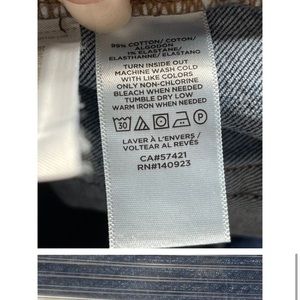 99% COTTON/ COTON/
ALGODON
1% ELASTANE/
ELASTHANNE/ ELASTANO
TURN INSIDE OUT
MACHINE WASH COLD
WITH LIKE COLORS
ONLY NON-CHLORINE
BLEACH WHEN NEEDED
TUMBLE DRY LOW
WARM IRON WHEN NEEDED
30 P
LAVER À L'ENVERS /
VOLTEAR AL REVÉS
CA#57421
RN#140923